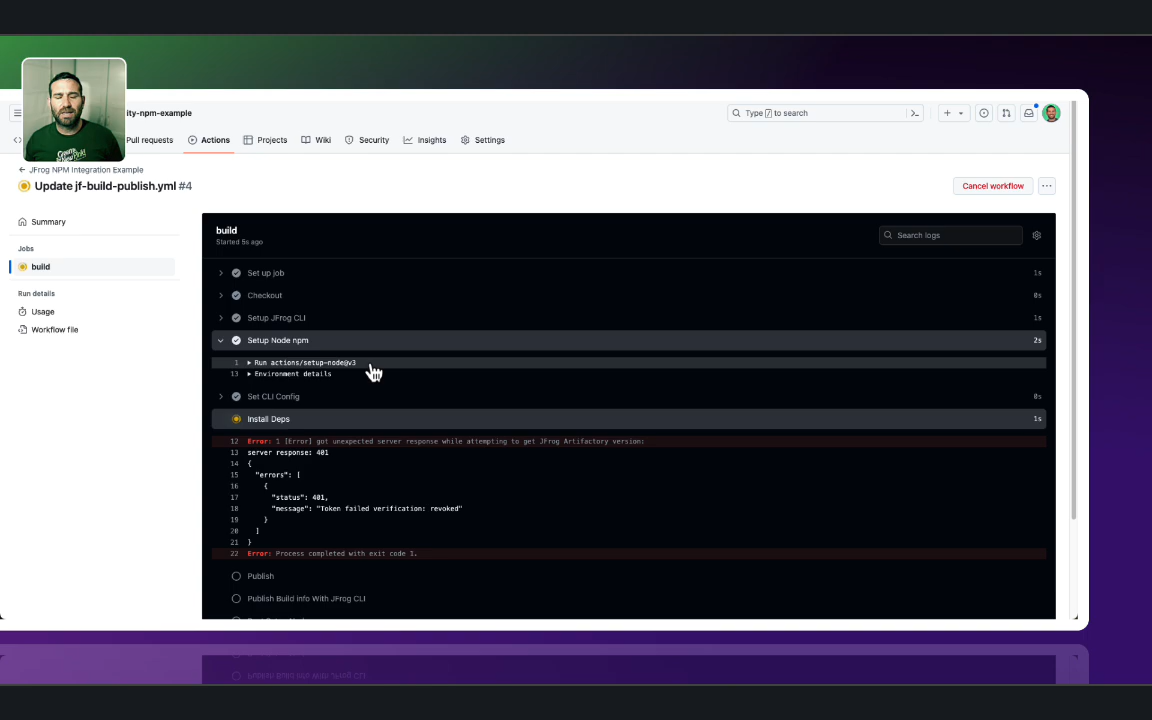 ity-npm-example
Type / to search
Pull requests
Actions
Projects
Wiki
Security
Insights
Settings
JFrog NPM Integration Example
Update jf-build-publish.yml #4
Cancel workflow
Summary
Jobs
build
Run details
Usage
Workflow file
build
Started 5s ago
Search logs
Set up job 1s
Checkout 0s
Setup JFrog CLI 1s
Setup Node npm 2s
1 Run actions/setup-node@v3
13 Environment details
Set CLI Config 0s
Install Deps 1s
12 Error: 1 [Error] got unexpected server response while attempting to get JFrog Artifactory version:
13 server response: 401
14 {
15 "errors": [
16 {
17 "status": 401,
18 "message": "Token failed verification: revoked"
19 }
20 ]
21 }
22 Error: Process completed with exit code 1.
Publish
Publish Build info With JFrog CLI